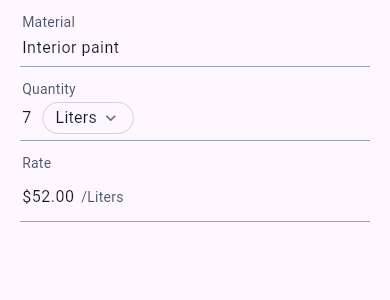 Material
Interior paint
Quantity
7 Liters
Rate
$52.00 /Liters